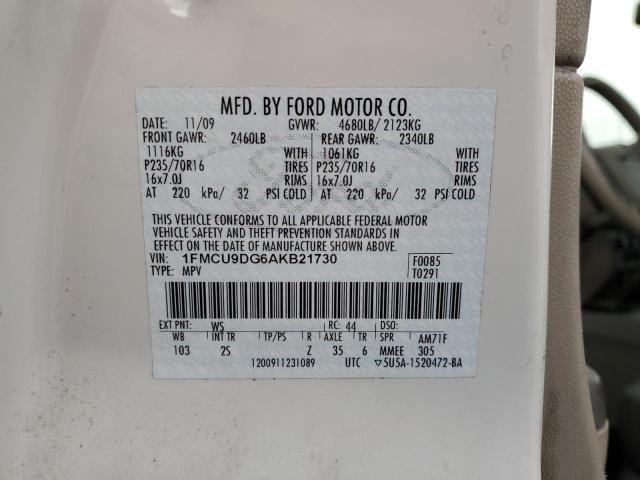 MFD. BY FORD MOTOR CO.
DATE: 11/09 GVWR: 4680LB/ 2123KG
FRONT GAWR: 2460LB REAR GAWR: 2340LB
1116KG WITH 1061KG WITH
P235/70R16 TIRES P235/70R16 TIRES
16x7.0J RIMS 16x7.0J RIMS
AT 220 kPa/ 32 PSI COLD AT 220 kPa/ 32 PSI COLD
THIS VEHICLE CONFORMS TO ALL APPLICABLE FEDERAL MOTOR
VEHICLE SAFETY AND THEFT PREVENTION STANDARDS IN
EFFECT ON THE DATE OF MANUFACTURE SHOWN ABOVE.
VIN: 1FMCU9DG6AKB21730 F0085
TYPE: MPV T0291
EXT PNT: WS RC: 44 DSO:
WB INT TR TP/PS R AXLE TR SPR AM71F
103 2S Z 35 6 MMEE 305
1200911231089 UTC ▽5U5A-1520472-BA